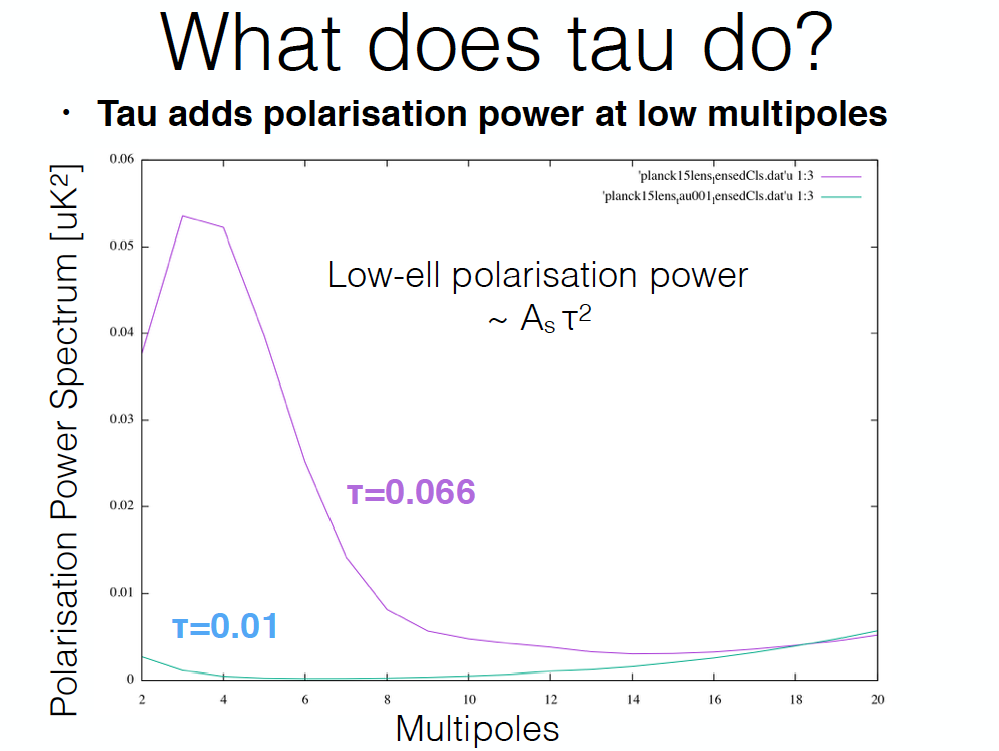 What does tau do?
· Tau adds polarisation power at low multipoles
Polarisation Power Spectrum [uK²]
0.06
0.05
0.04
0.03
0.02
0.01
0
'planck15lens_lensedCls.dat'u 1:3
'planck15lens_tau001_lensedCls.dat'u 1:3
Low-ell polarisation power
~ Aₛ τ²
τ=0.066
τ=0.01
2 4 6 8 10 12 14 16 18 20
Multipoles